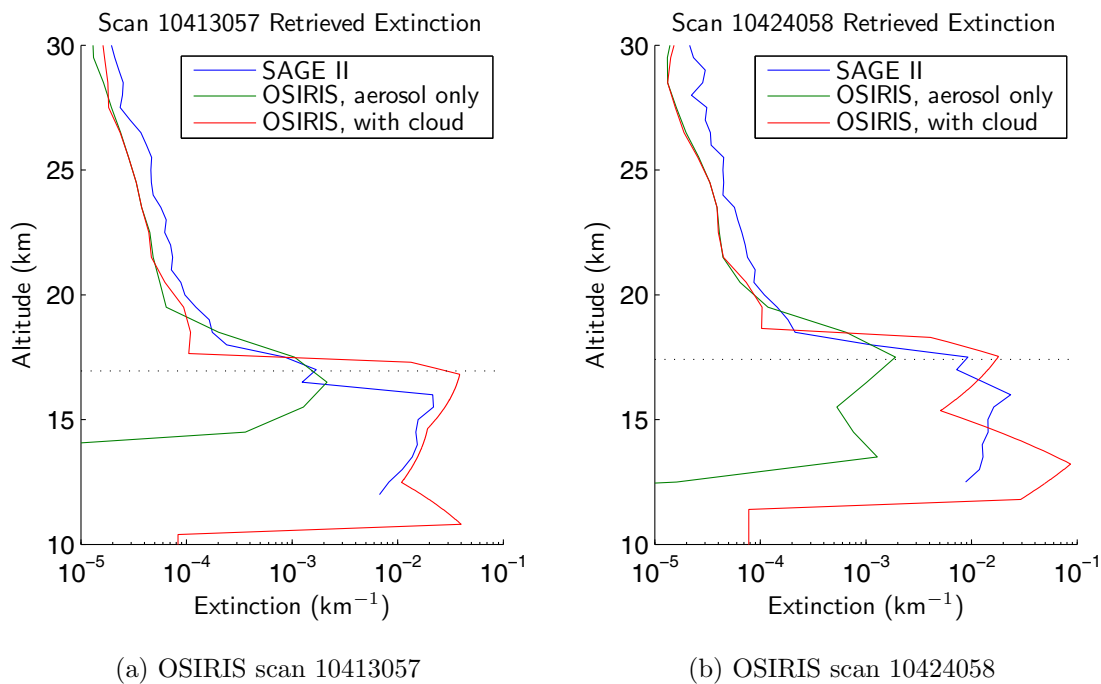 Scan 10413057 Retrieved Extinction
30
25
20
15
10
Altitude (km)
SAGE II
OSIRIS, aerosol only
OSIRIS, with cloud
10⁻⁵ 10⁻⁴ 10⁻³ 10⁻² 10⁻¹
Extinction (km⁻¹)
(a) OSIRIS scan 10413057
Scan 10424058 Retrieved Extinction
30
25
20
15
10
Altitude (km)
SAGE II
OSIRIS, aerosol only
OSIRIS, with cloud
10⁻⁵ 10⁻⁴ 10⁻³ 10⁻² 10⁻¹
Extinction (km⁻¹)
(b) OSIRIS scan 10424058